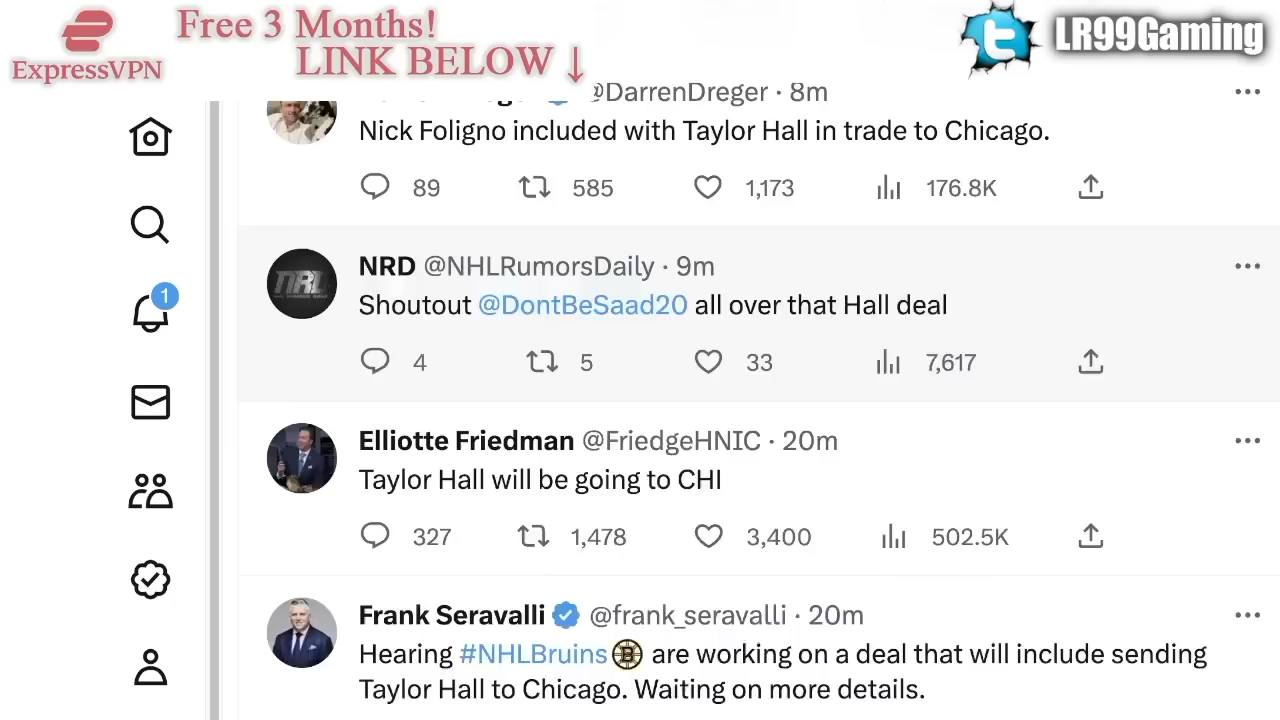 Free 3 Months!
LINK BELOW ↓
ExpressVPN
LR99Gaming
@DarrenDreger · 8m
Nick Foligno included with Taylor Hall in trade to Chicago.
89 585 1,173 176.8K
NRD @NHLRumorsDaily · 9m
Shoutout @DontBeSaad20 all over that Hall deal
4 5 33 7,617
1
Elliotte Friedman @FriedgeHNIC · 20m
Taylor Hall will be going to CHI
327 1,478 3,400 502.5K
Frank Seravalli @frank_seravalli · 20m
Hearing #NHLBruins are working on a deal that will include sending
Taylor Hall to Chicago. Waiting on more details.